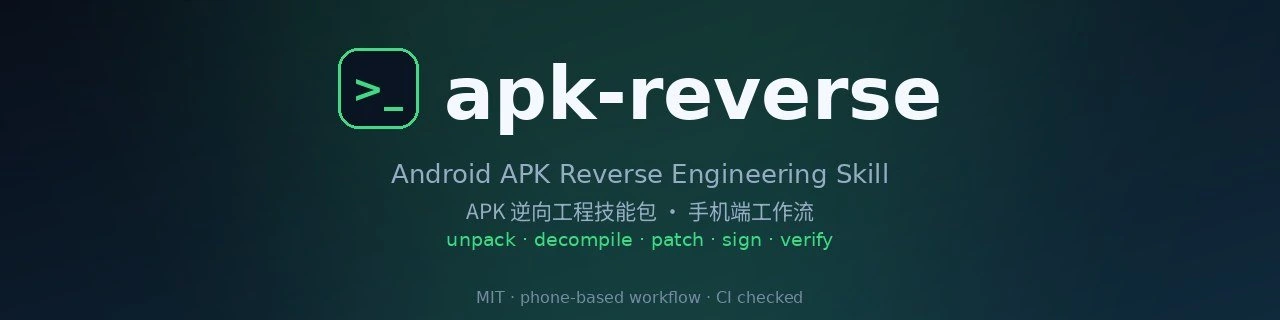 >_ apk-reverse
Android APK Reverse Engineering Skill
APK 逆向工程技能包 • 手机端工作流
unpack · decompile · patch · sign · verify
MIT · phone-based workflow · CI checked